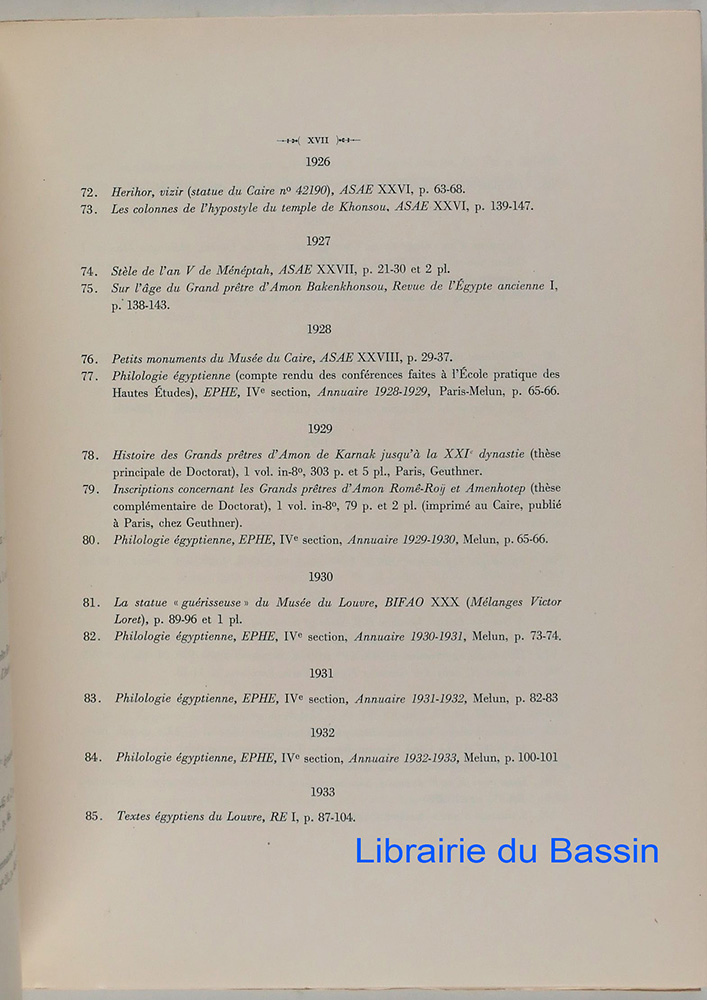 XVII
1926
72. Herihor, vizir (statue du Caire nº 42190), ASAE XXVI, p. 63-68.
73. Les colonnes de l'hypostyle du temple de Khonsou, ASAE XXVI, p. 139-147.
1927
74. Stèle de l'an V de Ménéptah, ASAE XXVII, p. 21-30 et 2 pl.
75. Sur l'âge du Grand prêtre d'Amon Bakenkhonsou, Revue de l'Égypte ancienne I,
p. 138-143.
1928
76. Petits monuments du Musée du Caire, ASAE XXVIII, p. 29-37.
77. Philologie égyptienne (compte rendu des conférences faites à l'École pratique des
Hautes Études), EPHE, IVe section, Annuaire 1928-1929, Paris-Melun, p. 65-66.
1929
78. Histoire des Grands prêtres d'Amon de Karnak jusqu'à la XXIe dynastie (thèse
principale de Doctorat), 1 vol. in-8º, 303 p. et 5 pl., Paris, Geuthner.
79. Inscriptions concernant les Grands prêtres d'Amon Romê-Roÿ et Amenhotep (thèse
complémentaire de Doctorat), 1 vol. in-8º, 79 p. et 2 pl. (imprimé au Caire, publié
à Paris, chez Geuthner).
80. Philologie égyptienne, EPHE, IVe section, Annuaire 1929-1930, Melun, p. 65-66.
1930
81. La statue « guérisseuse » du Musée du Louvre, BIFAO XXX (Mélanges Victor
Loret), p. 89-96 et 1 pl.
82. Philologie égyptienne, EPHE, IVe section, Annuaire 1930-1931, Melun, p. 73-74.
1931
83. Philologie égyptienne, EPHE, IVe section, Annuaire 1931-1932, Melun, p. 82-83
1932
84. Philologie égyptienne, EPHE, IVe section, Annuaire 1932-1933, Melun, p. 100-101
1933
85. Textes égyptiens du Louvre, RE I, p. 87-104.
Librairie du Bassin